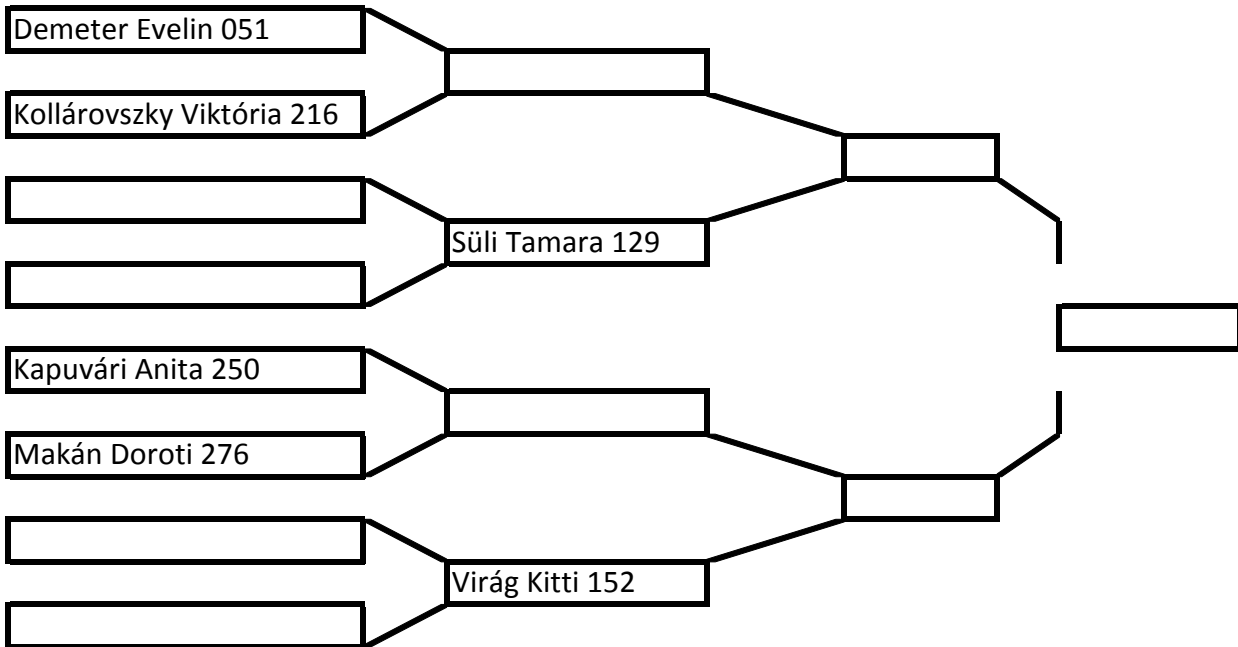 Demeter Evelin 051
Kollárovszky Viktória 216
Süli Tamara 129
Kapuvári Anita 250
Makán Doroti 276
Virág Kitti 152